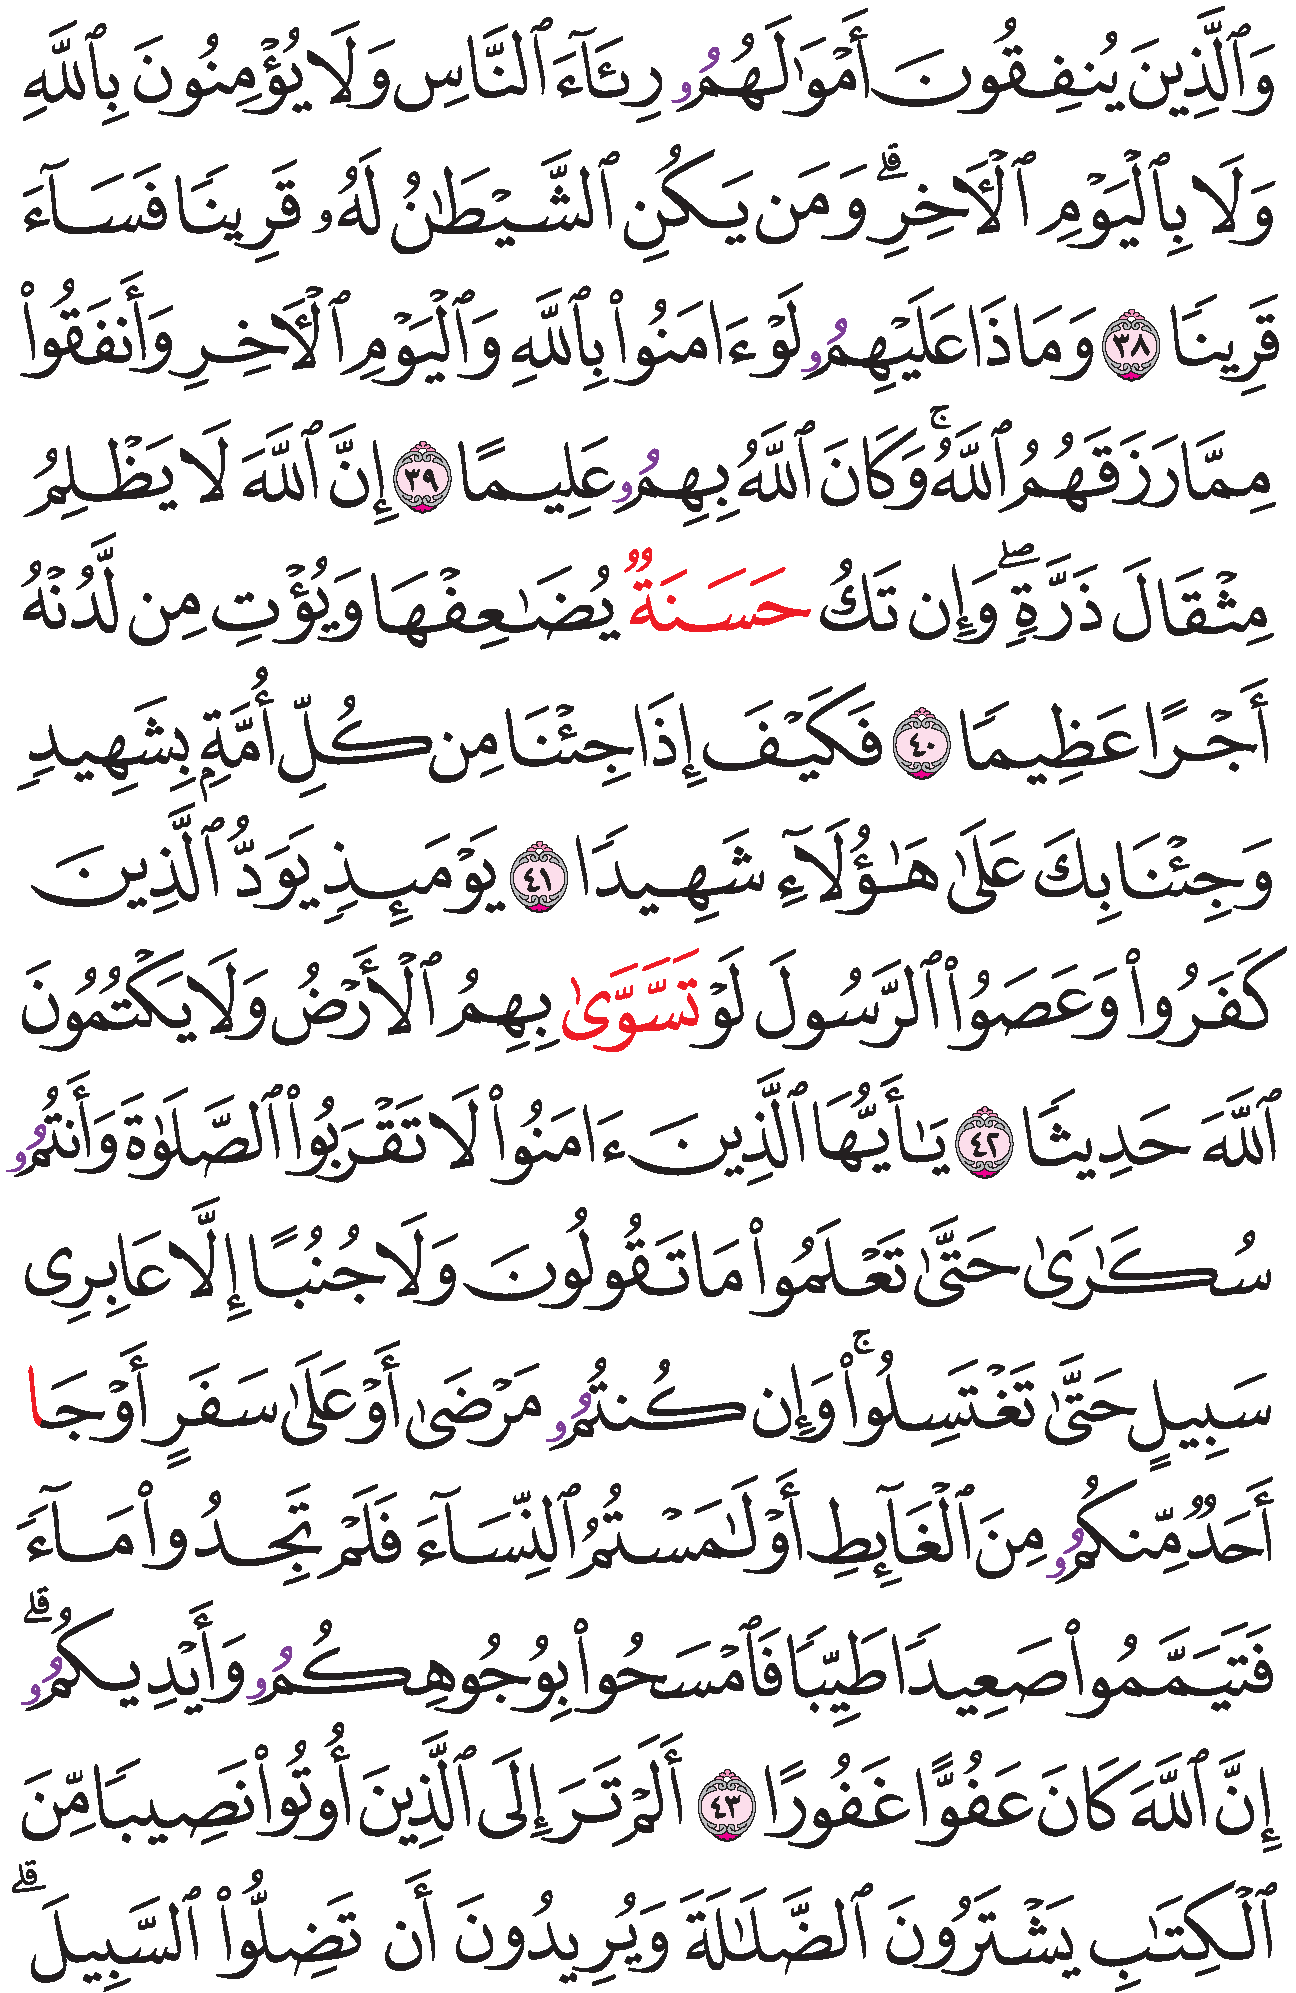 وَٱلَّذِينَ يُنفِقُونَ أَمۡوَٰلَهُمُۥ رِئَآءَ ٱلنَّاسِ وَلَا يُؤۡمِنُونَ بِٱللَّهِ
وَلَا بِٱلۡيَوۡمِ ٱلۡأٓخِرِۗ وَمَن يَكُنِ ٱلشَّيۡطَٰنُ لَهُۥ قَرِينٗا فَسَآءَ
قَرِينٗا ٣٨ وَمَاذَا عَلَيۡهِمُۥ لَوۡ ءَامَنُواْ بِٱللَّهِ وَٱلۡيَوۡمِ ٱلۡأٓخِرِ وَأَنفَقُواْ
مِمَّا رَزَقَهُمُ ٱللَّهُۚ وَكَانَ ٱللَّهُ بِهِمُۥ عَلِيمًا ٣٩ إِنَّ ٱللَّهَ لَا يَظۡلِمُ
مِثۡقَالَ ذَرَّةٖۖ وَإِن تَكُ حَسَنَةٞ يُضَٰعِفۡهَا وَيُؤۡتِ مِن لَّدُنۡهُ
أَجۡرًا عَظِيمٗا ٤٠ فَكَيۡفَ إِذَا جِئۡنَا مِن كُلِّ أُمَّةِۭ بِشَهِيدٖ
وَجِئۡنَا بِكَ عَلَىٰ هَٰٓؤُلَآءِ شَهِيدٗا ٤١ يَوۡمَئِذٖ يَوَدُّ ٱلَّذِينَ
كَفَرُواْ وَعَصَوُاْ ٱلرَّسُولَ لَوۡ تَسَّوَّىٰ بِهِمُ ٱلۡأَرۡضُ وَلَا يَكۡتُمُونَ
ٱللَّهَ حَدِيثٗا ٤٢ يَٰٓأَيُّهَا ٱلَّذِينَ ءَامَنُواْ لَا تَقۡرَبُواْ ٱلصَّلَوٰةَ وَأَنتُمُۥ
سُكَٰرَىٰ حَتَّىٰ تَعۡلَمُواْ مَا تَقُولُونَ وَلَا جُنُبًا إِلَّا عَابِرِي
سَبِيلٍ حَتَّىٰ تَغۡتَسِلُواْۚ وَإِن كُنتُمُۥ مَرۡضَىٰ أَوۡ عَلَىٰ سَفَرٍ أَوۡ جَا
أَحَدٞ مِّنكُمُۥ مِنَ ٱلۡغَآئِطِ أَوۡ لَٰمَسۡتُمُ ٱلنِّسَآءَ فَلَمۡ تَجِدُواْ مَآءٗ
فَتَيَمَّمُواْ صَعِيدٗا طَيِّبٗا فَٱمۡسَحُواْ بِوُجُوهِكُمُۥ وَأَيۡدِيكُمُۥۗ
إِنَّ ٱللَّهَ كَانَ عَفُوًّا غَفُورًا ٤٣ أَلَمۡ تَرَ إِلَى ٱلَّذِينَ أُوتُواْ نَصِيبٗا مِّنَ
ٱلۡكِتَٰبِ يَشۡتَرُونَ ٱلضَّلَٰلَةَ وَيُرِيدُونَ أَن تَضِلُّواْ ٱلسَّبِيلَۗ